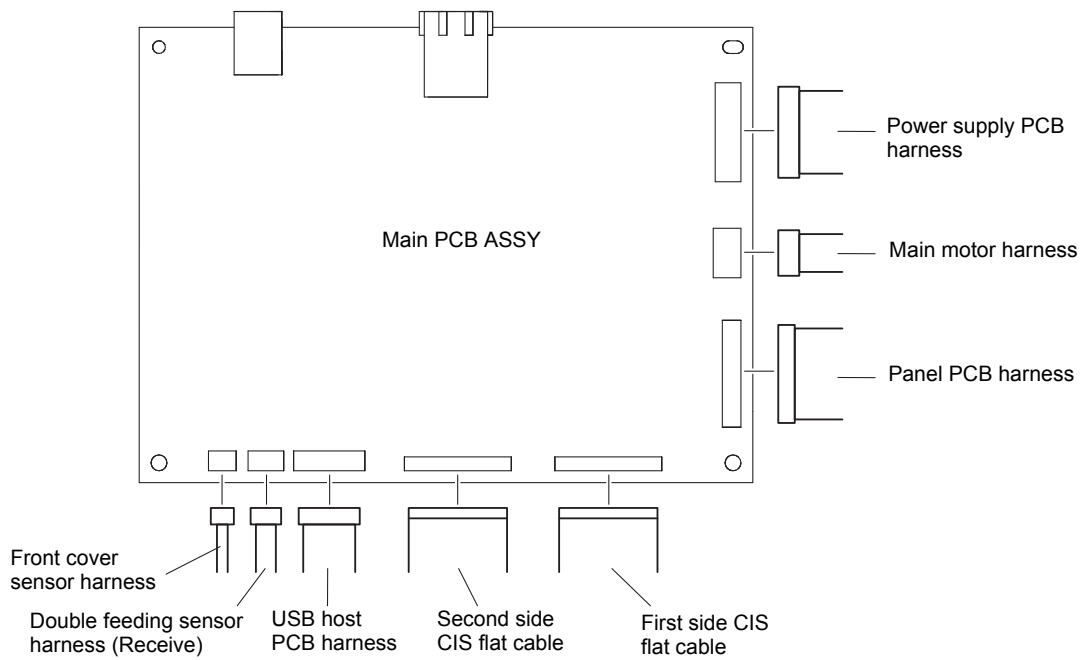 Power supply PCB
harness
Main PCB ASSY
Main motor harness
Panel PCB harness
Front cover
sensor harness
Double feeding sensor
harness (Receive)
USB host
PCB harness
Second side
CIS flat cable
First side CIS
flat cable